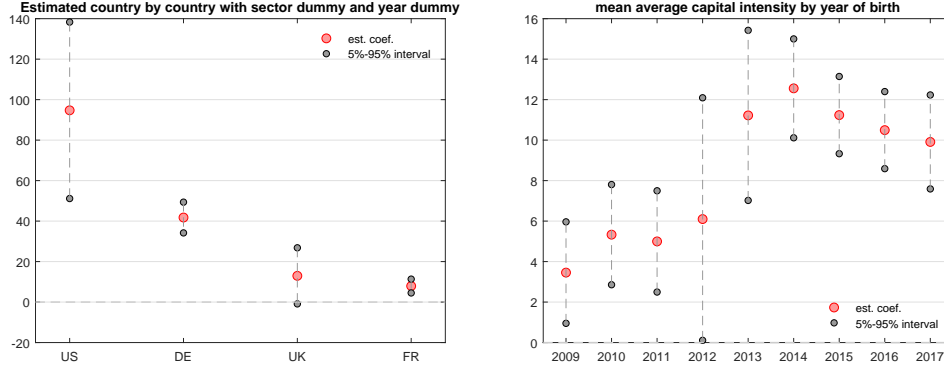 Estimated country by country with sector dummy and year dummy
140
120
100
80
60
40
20
0
-20
est. coef.
5%-95% interval
US DE UK FR
mean average capital intensity by year of birth
16
14
12
10
8
6
4
2
0
est. coef.
5%-95% interval
2009 2010 2011 2012 2013 2014 2015 2016 2017